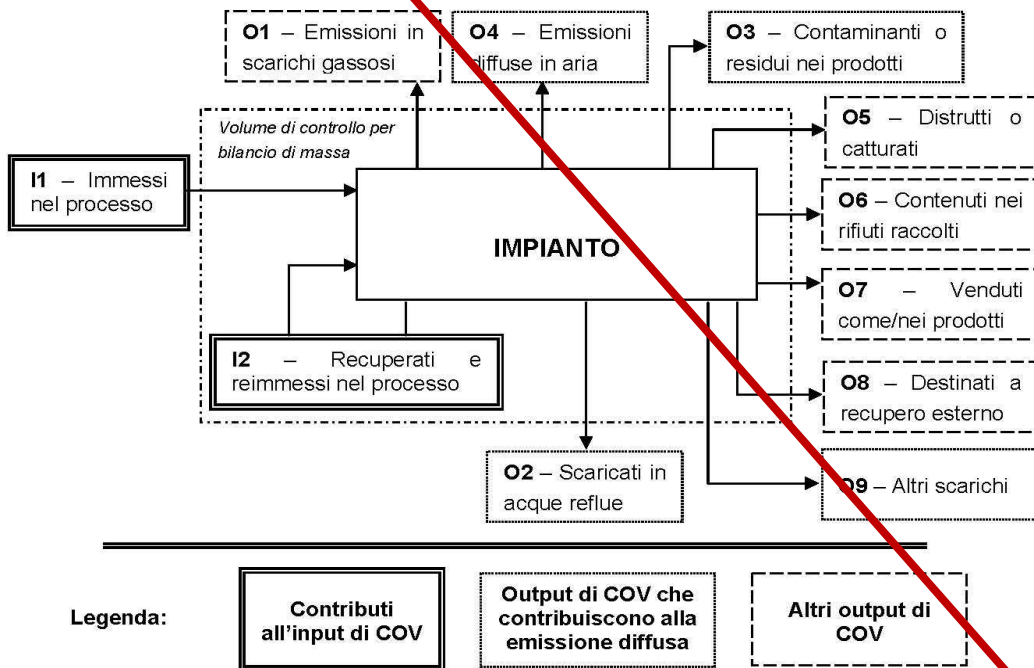 O1 – Emissioni in
scarichi gassosi
O4 – Emissioni
diffuse in aria
O3 – Contaminanti o
residui nei prodotti
Volume di controllo per
bilancio di massa
O5 – Distrutti o
catturati
I1 – Immessi
nel processo
O6 – Contenuti nei
rifiuti raccolti
IMPIANTO
O7 – Venduti
come/nei prodotti
I2 – Recuperati e
reimmessi nel processo
O8 – Destinati a
recupero esterno
O2 – Scaricati in
acque reflue
O9 – Altri scarichi
Legenda:
Contributi
all'input di COV
Output di COV che
contribuiscono alla
emissione diffusa
Altri output di
COV